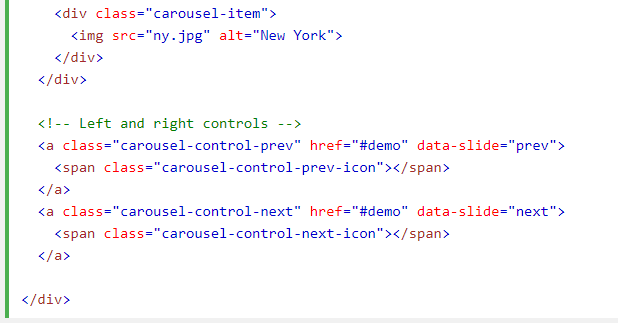 <div class="carousel-item">
<img src="ny.jpg" alt="New York">
</div>
</div>
<!-- Left and right controls -->
<a class="carousel-control-prev" href="#demo" data-slide="prev">
<span class="carousel-control-prev-icon"></span>
</a>
<a class="carousel-control-next" href="#demo" data-slide="next">
<span class="carousel-control-next-icon"></span>
</a>
</div>